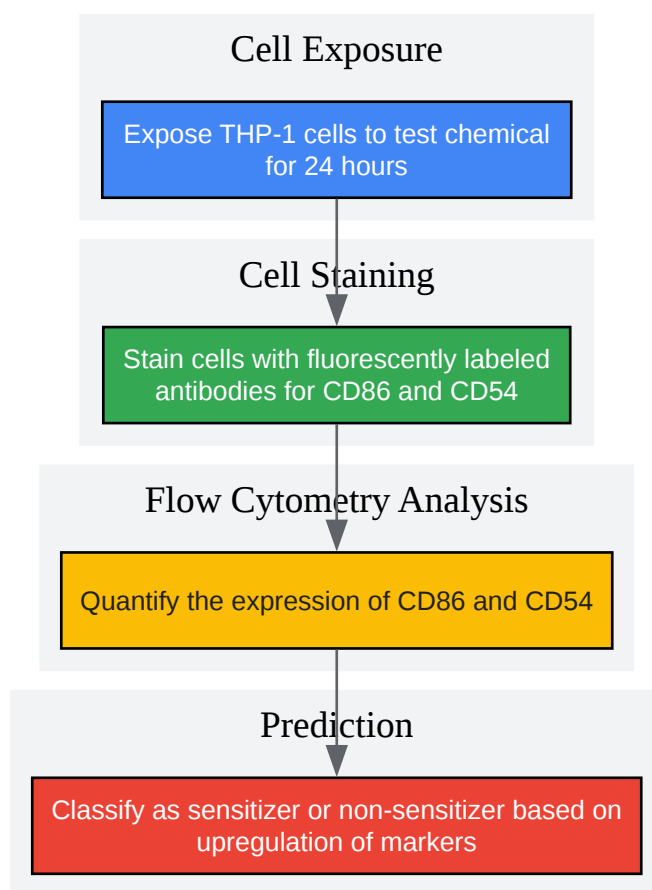 Cell Exposure
Expose THP-1 cells to test chemical
for 24 hours
Cell Staining
Stain cells with fluorescently labeled
antibodies for CD86 and CD54
Flow Cytometry Analysis
Quantify the expression of CD86 and CD54
Prediction
Classify as sensitizer or non-sensitizer based on
upregulation of markers